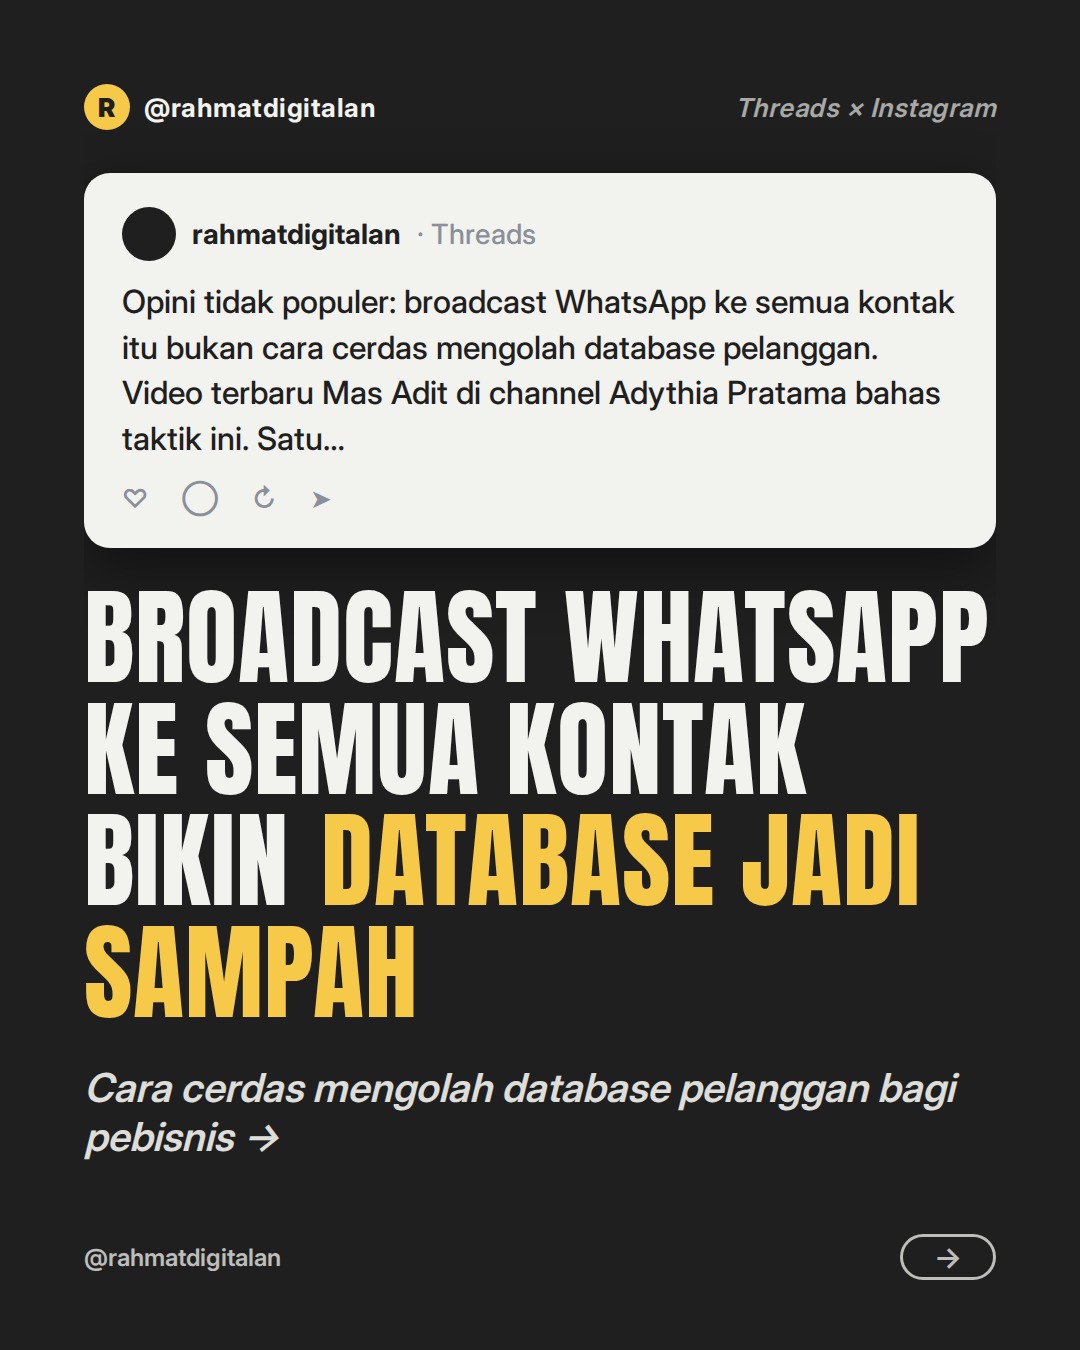 R @rahmatdigitalan
Threads × Instagram
rahmatdigitalan · Threads
Opini tidak populer: broadcast WhatsApp ke semua kontak
itu bukan cara cerdas mengolah database pelanggan.
Video terbaru Mas Adit di channel Adythia Pratama bahas
taktik ini. Satu...
BROADCAST WHATSAPP
KE SEMUA KONTAK
BIKIN DATABASE JADI
SAMPAH
Cara cerdas mengolah database pelanggan bagi
pebisnis →
@rahmatdigitalan
→